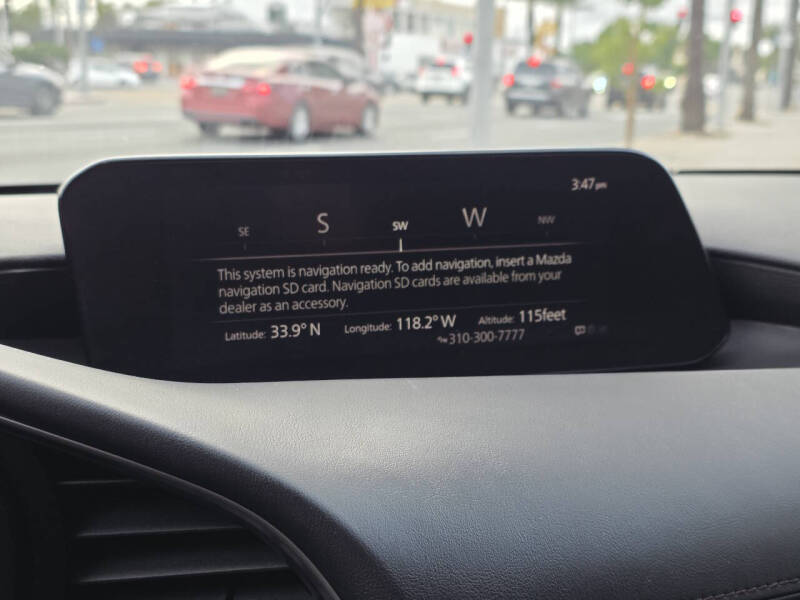 3:47pm
SE S SW W NW
This system is navigation ready. To add navigation, insert a Mazda
navigation SD card. Navigation SD cards are available from your
dealer as an accessory.
Latitude: 33.9° N Longitude: 118.2° W Altitude: 115feet
310-300-7777